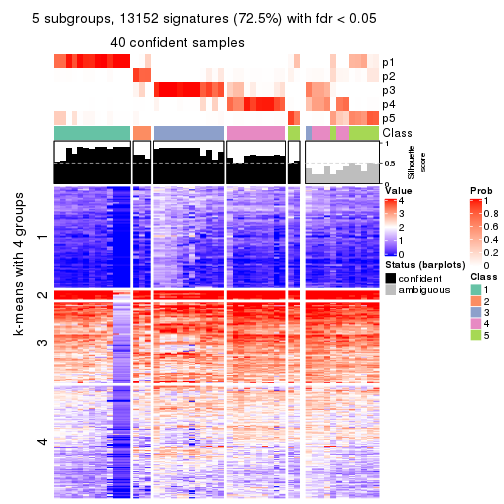 5 subgroups, 13152 signatures (72.5%) with fdr < 0.05
40 confident samples
p1
p2
p3
p4
p5
Class
1
0.5
0
Silhouette
score
k-means with 4 groups
1
2
3
4
Value
4
3
2
1
0
Status (barplots)
confident
ambiguous
Prob
1
0.8
0.6
0.4
0.2
0
Class
1
2
3
4
5